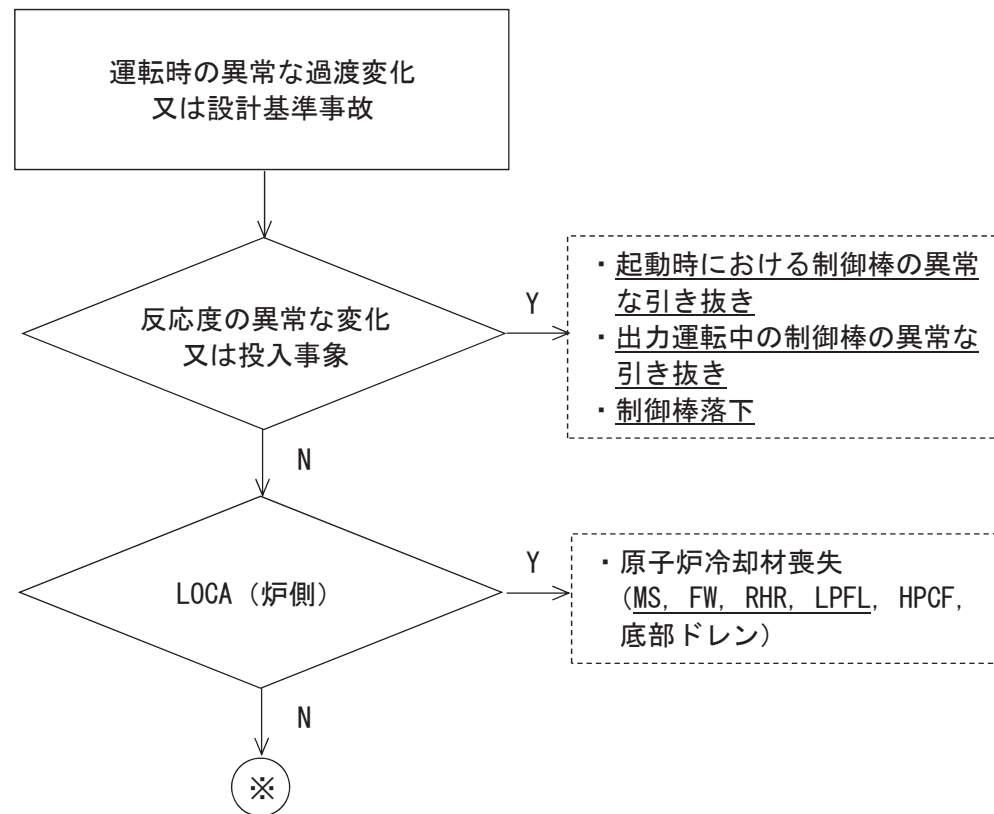 運転時の異常な過渡変化
又は設計基準事故
反応度の異常な変化
又は投入事象
Y
・起動時における制御棒の異常
な引き抜き
・出力運転中の制御棒の異常な
引き抜き
・制御棒落下
N
LOCA（炉側）
Y
・原子炉冷却材喪失
（MS, FW, RHR, LPFL, HPCF,
底部ドレン）
N
※